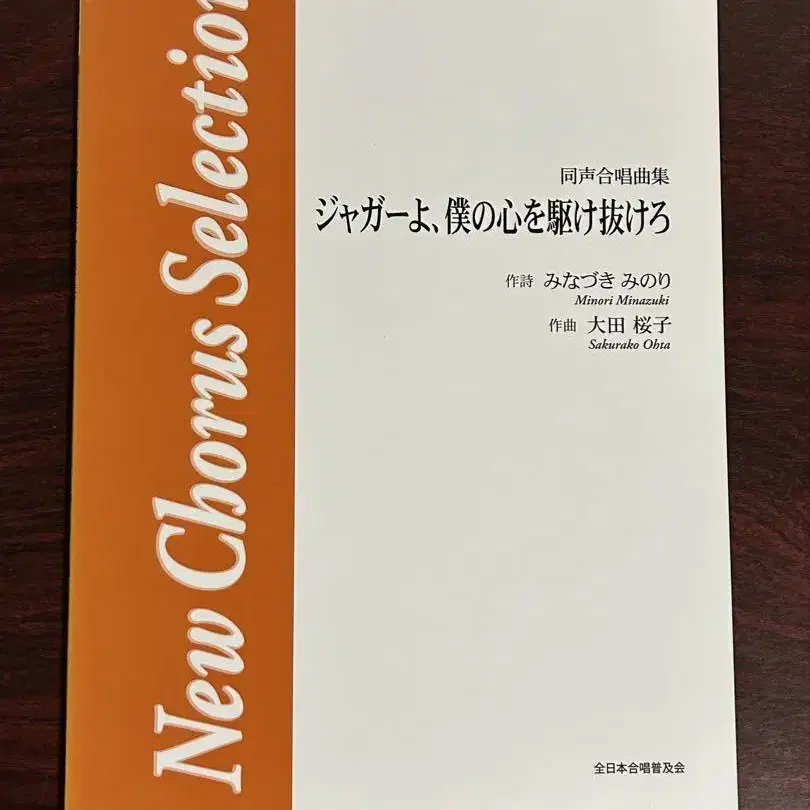 New Chorus Selection
同声合唱曲集
ジャガーよ、僕の心を駆け抜けろ
作詩 みなづき みのり
Minori Minazuki
作曲 大田 桜子
Sakurako Ohta
全日本合唱普及会